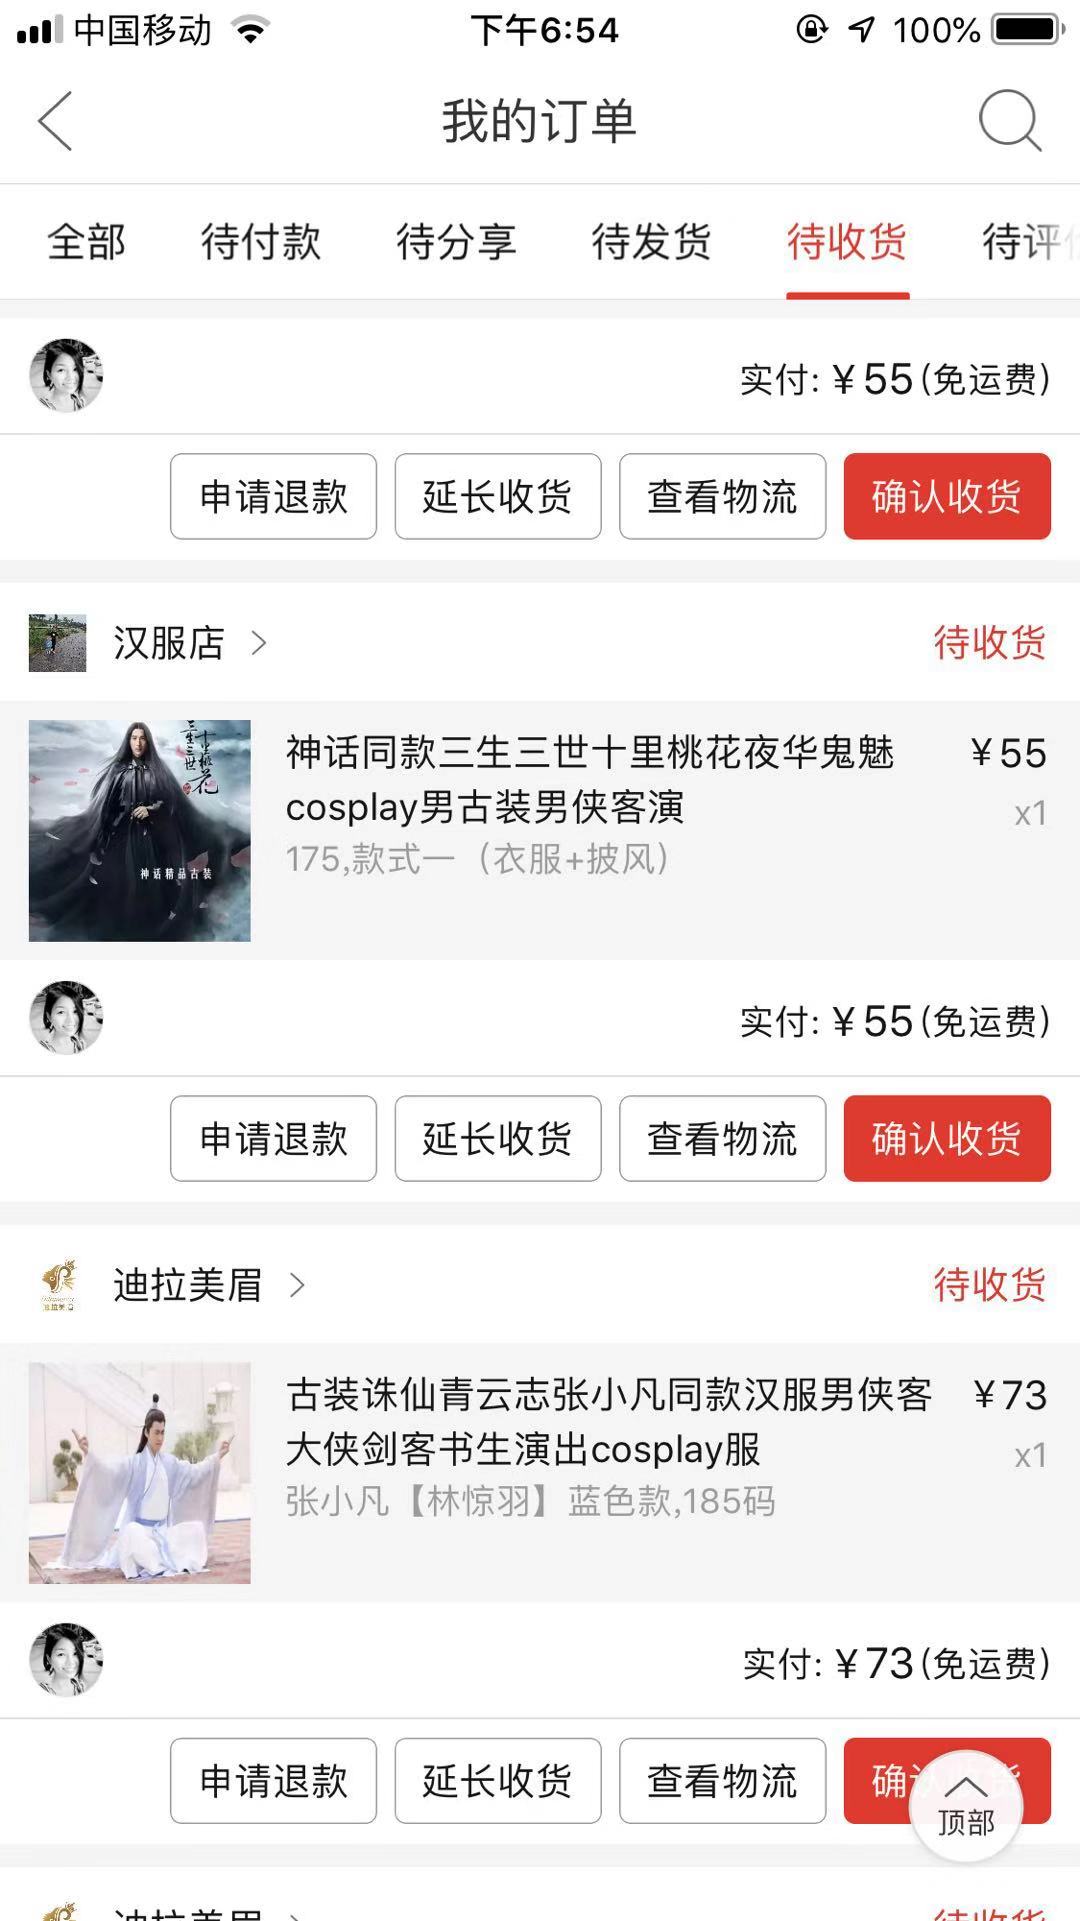 中国移动 下午6:54 100%
我的订单
全部 待付款 待分享 待发货 待收货 待评价
实付: ¥55(免运费)
申请退款 延长收货 查看物流 确认收货
汉服店 待收货
三生三世
十里桃花
神话精品古装
神话同款三生三世十里桃花夜华鬼魅 ¥55
cosplay男古装男侠客演 x1
175,款式一（衣服+披风）
实付: ¥55(免运费)
申请退款 延长收货 查看物流 确认收货
迪拉美眉 待收货
古装诛仙青云志张小凡同款汉服男侠客 ¥73
大侠剑客书生演出cosplay服 x1
张小凡【林惊羽】蓝色款,185码
实付: ¥73(免运费)
申请退款 延长收货 查看物流 确认收货
顶部
迪拉美眉 待收货